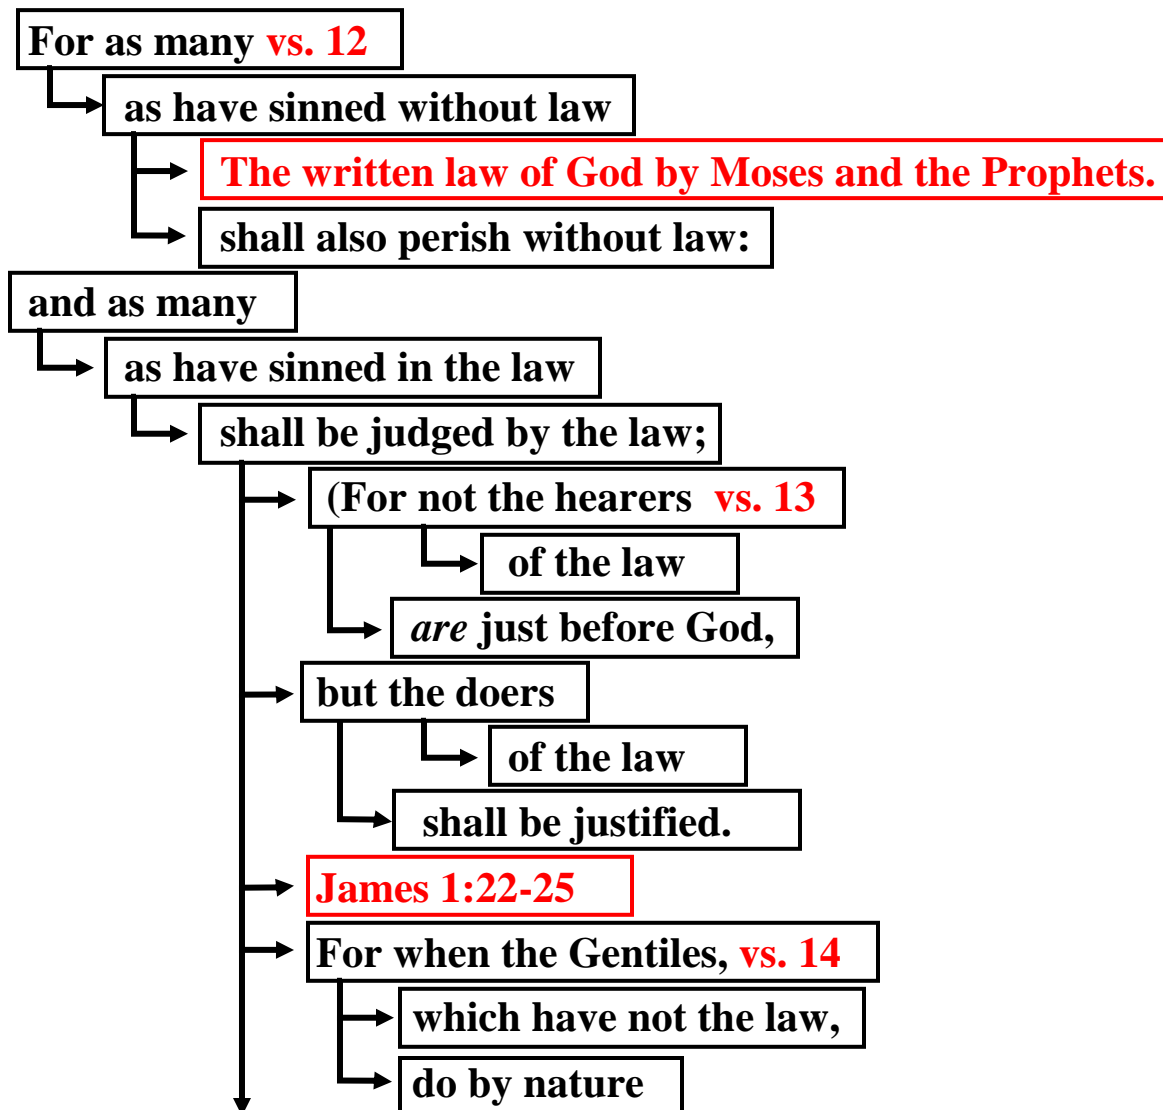 For as many vs. 12
as have sinned without law
The written law of God by Moses and the Prophets.
shall also perish without law:
and as many
as have sinned in the law
shall be judged by the law;
(For not the hearers vs. 13
of the law
are just before God,
but the doers
of the law
shall be justified.
James 1:22-25
For when the Gentiles, vs. 14
which have not the law,
do by nature